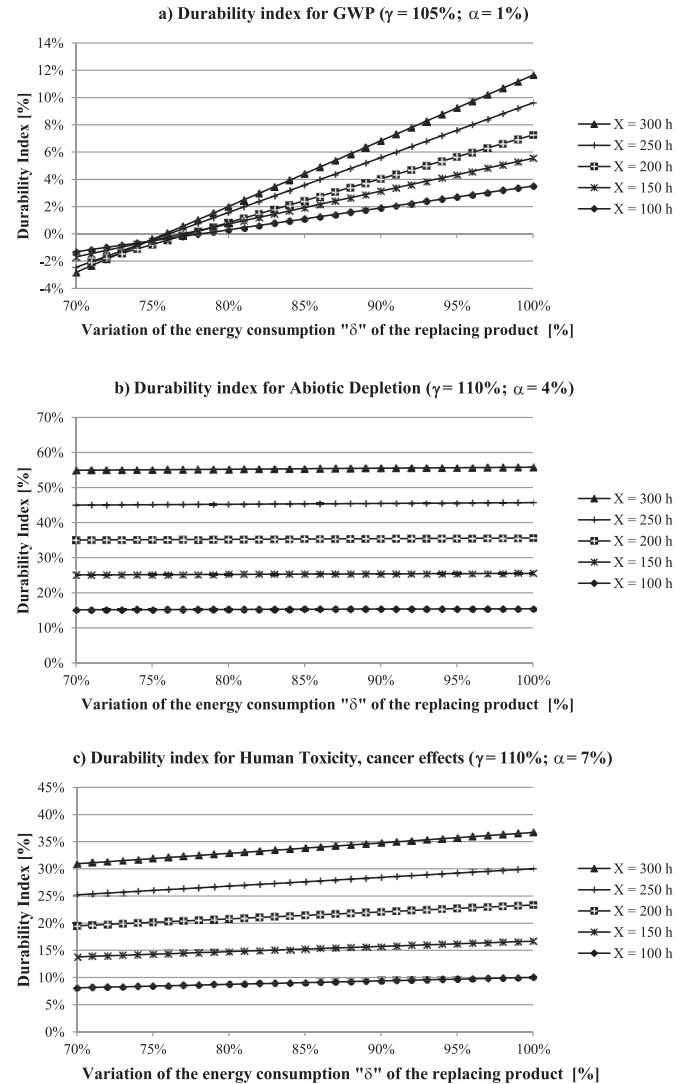 a) Durability index for GWP (γ = 105%; α = 1%)
14%
12%
10%
8%
6%
4%
2%
0%
-2%
-4%
Durability Index [%]
70% 75% 80% 85% 90% 95% 100%
Variation of the energy consumption "δ" of the replacing product [%]
X = 300 h
X = 250 h
X = 200 h
X = 150 h
X = 100 h
b) Durability index for Abiotic Depletion (γ = 110%; α = 4%)
70%
60%
50%
40%
30%
20%
10%
0%
Durability Index [%]
70% 75% 80% 85% 90% 95% 100%
Variation of the energy consumption "δ" of the replacing product [%]
X = 300 h
X = 250 h
X = 200 h
X = 150 h
X = 100 h
c) Durability index for Human Toxicity, cancer effects (γ = 110%; α = 7%)
45%
40%
35%
30%
25%
20%
15%
10%
5%
0%
Durability Index [%]
70% 75% 80% 85% 90% 95% 100%
Variation of the energy consumption "δ" of the replacing product [%]
X = 300 h
X = 250 h
X = 200 h
X = 150 h
X = 100 h